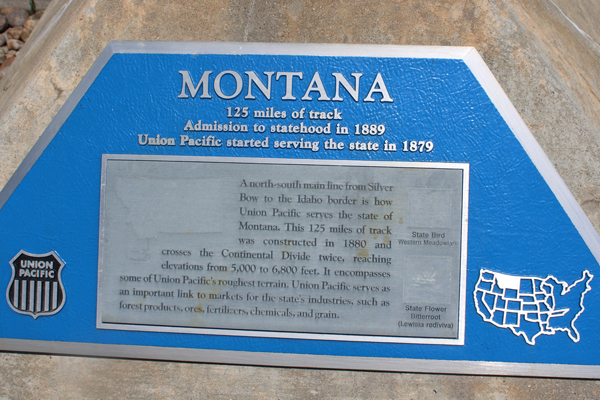 MONTANA
125 miles of track
Admission to statehood in 1889
Union Pacific started serving the state in 1879
A north-south main line from Silver
Bow to the Idaho border is how
Union Pacific serves the state of
Montana. This 125 miles of track
was constructed in 1880 and
crosses the Continental Divide twice, reaching
elevations from 5,000 to 6,800 feet. It encompasses
some of Union Pacific's roughest terrain. Union Pacific serves as
an important link to markets for the state's industries, such as
forest products, ores, fertilizers, chemicals, and grain.
State Bird
Western Meadowlark
State Flower
Bitterroot
(Lewisia rediviva)
UNION
PACIFIC